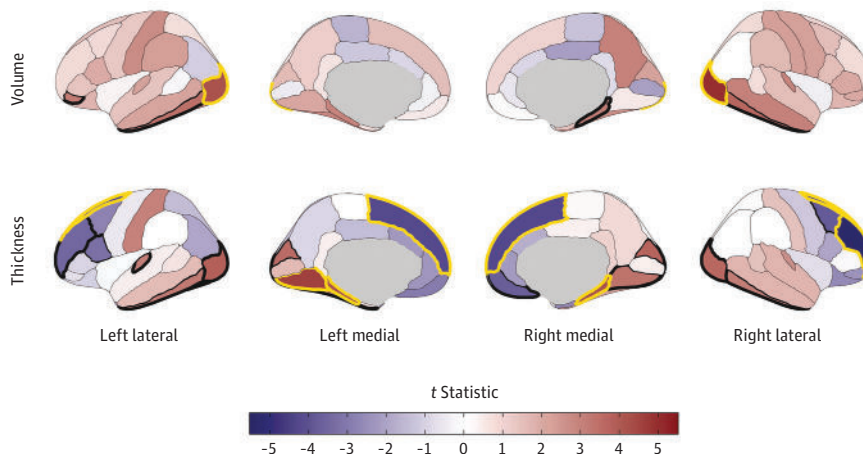 Volume
Thickness
Left lateral
Left medial
Right medial
Right lateral
t Statistic
-5 -4 -3 -2 -1 0 1 2 3 4 5